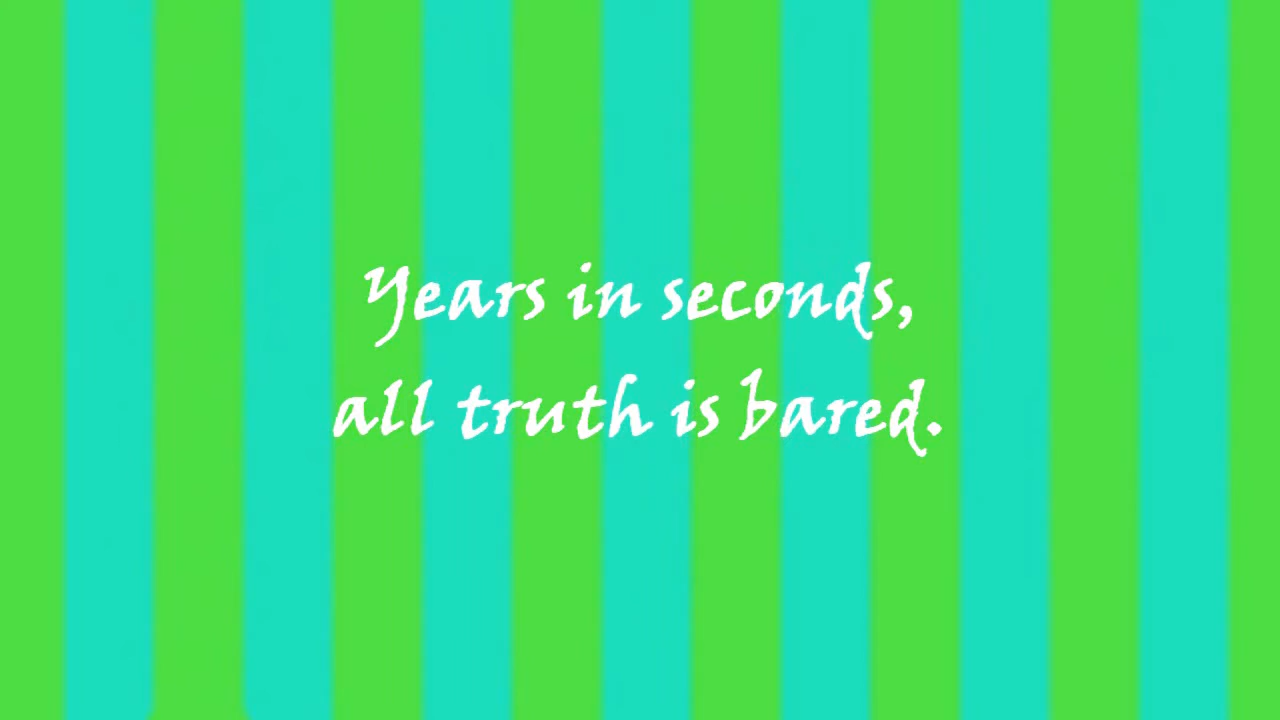 Years in seconds,
all truth is bared.